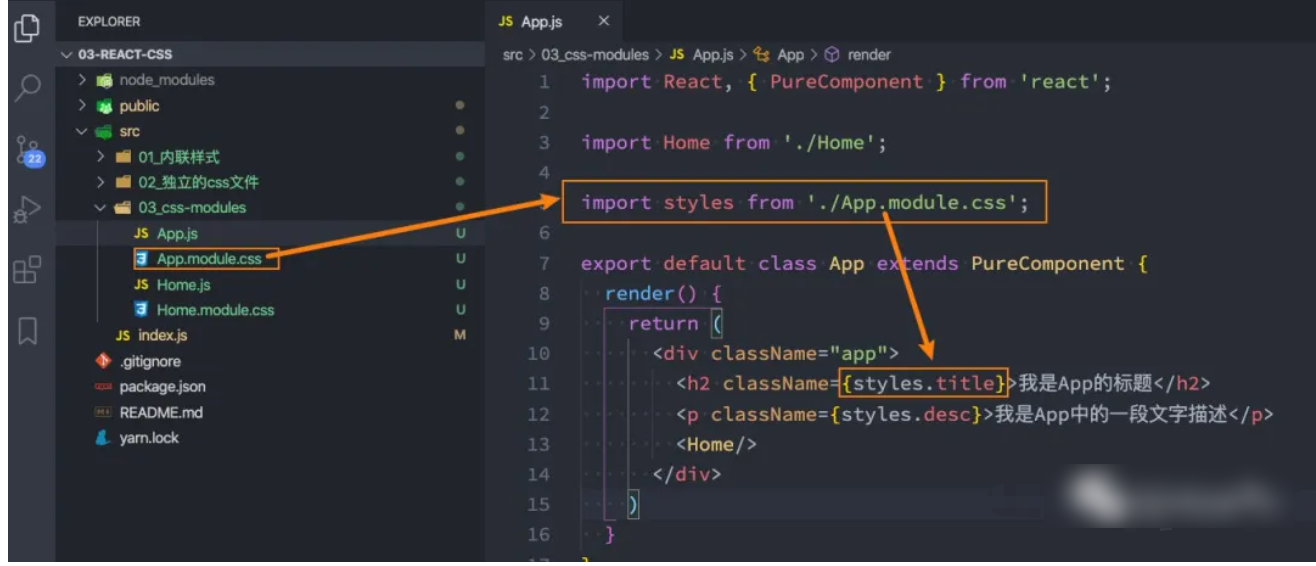 EXPLORER
03-REACT-CSS
node_modules
public
src
01_内联样式
02_独立的css文件
03_css-modules
JS App.js U
App.module.css U
JS Home.js U
Home.module.css U
JS index.js M
.gitignore
package.json
README.md
yarn.lock
22
JS App.js ×
src > 03_css-modules > JS App.js > App > render
1 import React, { PureComponent } from 'react';
2
3 import Home from './Home';
4
import styles from './App.module.css';
6
7 export default class App extends PureComponent {
8 render() {
9 return (
10 <div className="app">
11 <h2 className={styles.title}>我是App的标题</h2>
12 <p className={styles.desc}>我是App中的一段文字描述</p>
13 <Home/>
14 </div>
15 )
16 }
17 }